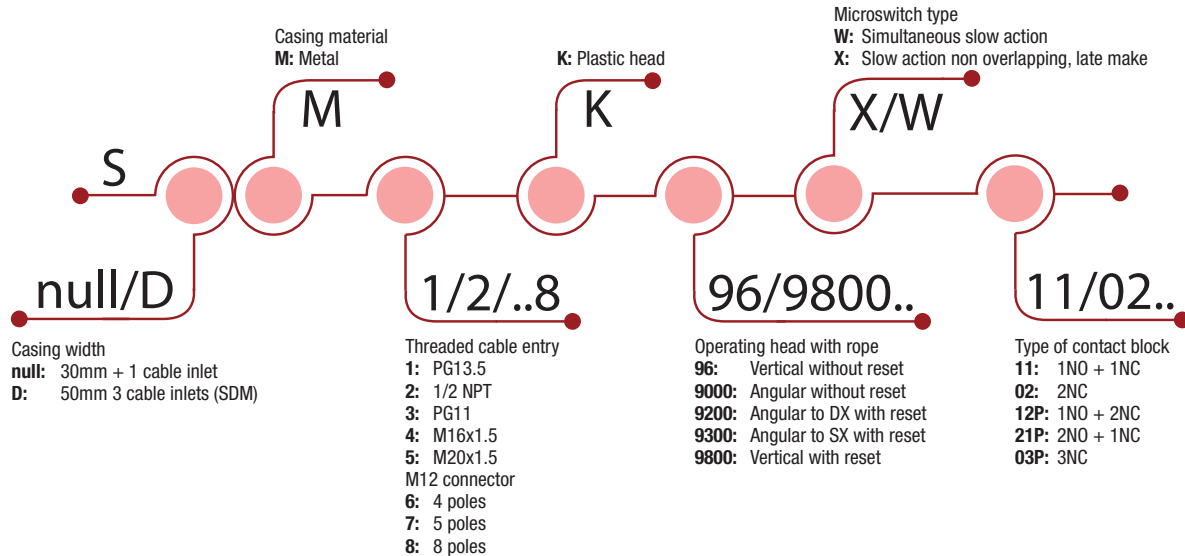 Casing material
M: Metal
K: Plastic head
Microswitch type
W: Simultaneous slow action
X: Slow action non overlapping, late make
S
M
K
X/W
null/D
1/2/..8
96/9800..
11/02..
Casing width
null: 30mm + 1 cable inlet
D: 50mm 3 cable inlets (SDM)
Threaded cable entry
1: PG13.5
2: 1/2 NPT
3: PG11
4: M16x1.5
5: M20x1.5
M12 connector
6: 4 poles
7: 5 poles
8: 8 poles
Operating head with rope
96: Vertical without reset
9000: Angular without reset
9200: Angular to DX with reset
9300: Angular to SX with reset
9800: Vertical with reset
Type of contact block
11: 1NO + 1NC
02: 2NC
12P: 1NO + 2NC
21P: 2NO + 1NC
03P: 3NC